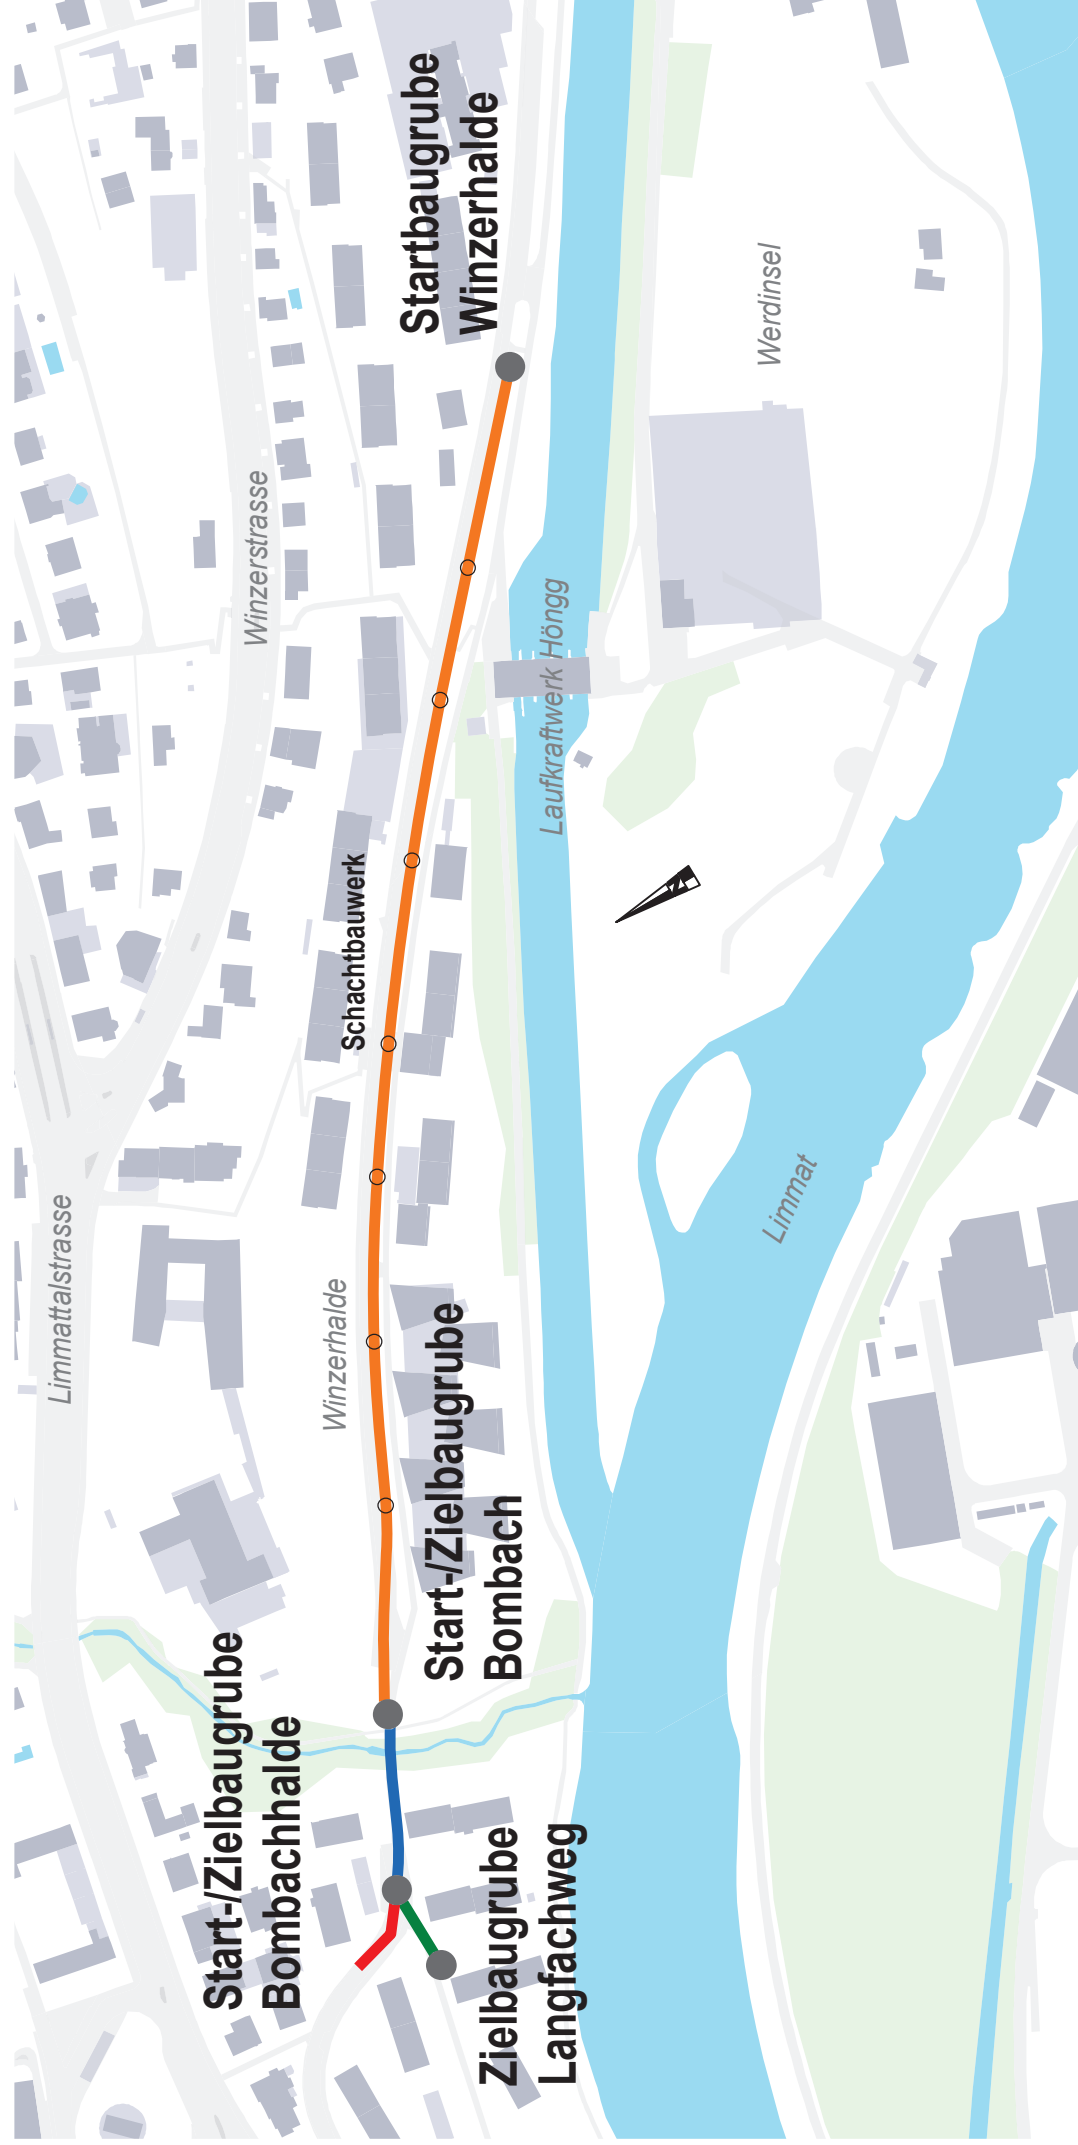 Limmattalstrasse
Winzerstrasse
Start-/Zielbaugrube
Bombachhalde
Winzerhalde
Schachtbauwerk
Startbaugrube
Winzerhalde
Start-/Zielbaugrube
Bombach
Zielbaugrube
Langfachweg
Laufkraftwerk Höngg
Werdinsel
Limmat
N